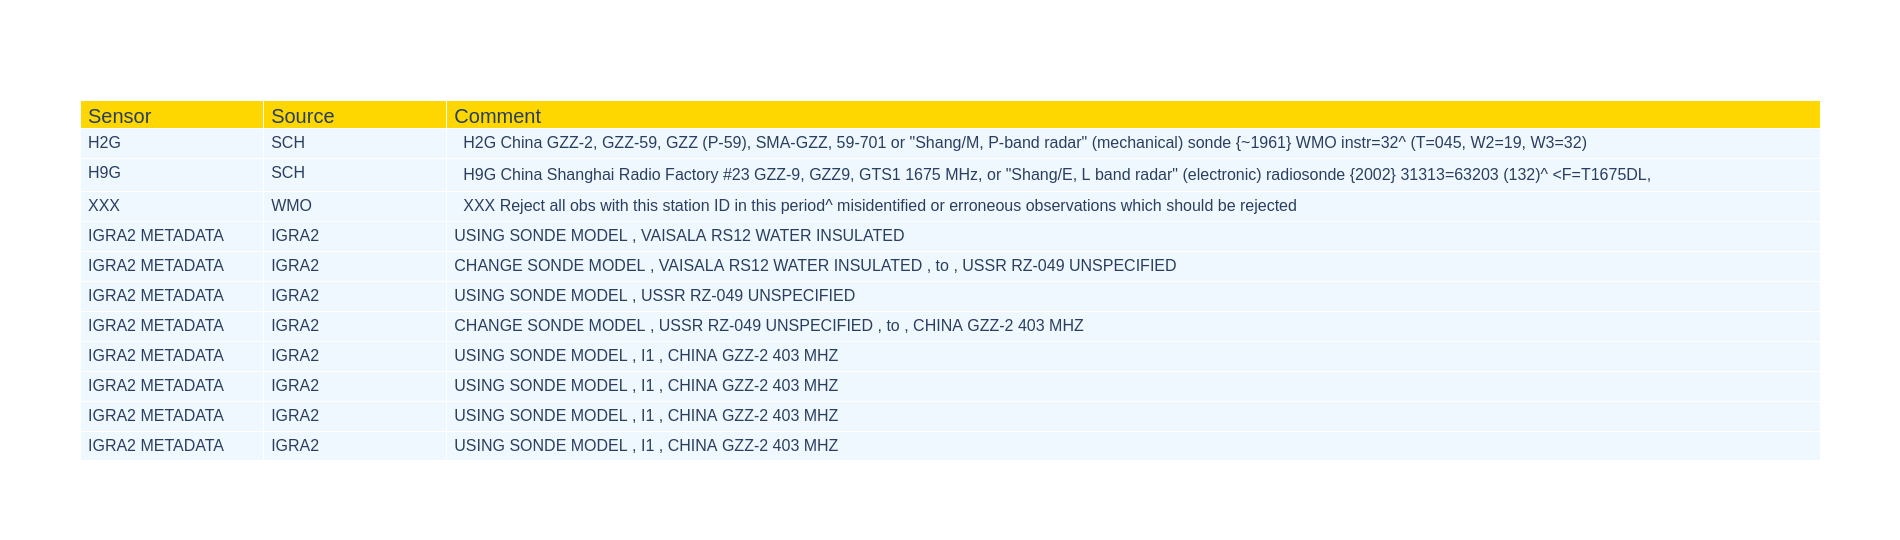 Sensor Source Comment
H2G SCH H2G China GZZ-2, GZZ-59, GZZ (P-59), SMA-GZZ, 59-701 or "Shang/M, P-band radar" (mechanical) sonde {~1961} WMO instr=32^ (T=045, W2=19, W3=32)
H9G SCH H9G China Shanghai Radio Factory #23 GZZ-9, GZZ9, GTS1 1675 MHz, or "Shang/E, L band radar" (electronic) radiosonde {2002} 31313=63203 (132)^ <F=T1675DL,
XXX WMO XXX Reject all obs with this station ID in this period^ misidentified or erroneous observations which should be rejected
IGRA2 METADATA IGRA2 USING SONDE MODEL , VAISALA RS12 WATER INSULATED
IGRA2 METADATA IGRA2 CHANGE SONDE MODEL , VAISALA RS12 WATER INSULATED , to , USSR RZ-049 UNSPECIFIED
IGRA2 METADATA IGRA2 USING SONDE MODEL , USSR RZ-049 UNSPECIFIED
IGRA2 METADATA IGRA2 CHANGE SONDE MODEL , USSR RZ-049 UNSPECIFIED , to , CHINA GZZ-2 403 MHZ
IGRA2 METADATA IGRA2 USING SONDE MODEL , I1 , CHINA GZZ-2 403 MHZ
IGRA2 METADATA IGRA2 USING SONDE MODEL , I1 , CHINA GZZ-2 403 MHZ
IGRA2 METADATA IGRA2 USING SONDE MODEL , I1 , CHINA GZZ-2 403 MHZ
IGRA2 METADATA IGRA2 USING SONDE MODEL , I1 , CHINA GZZ-2 403 MHZ